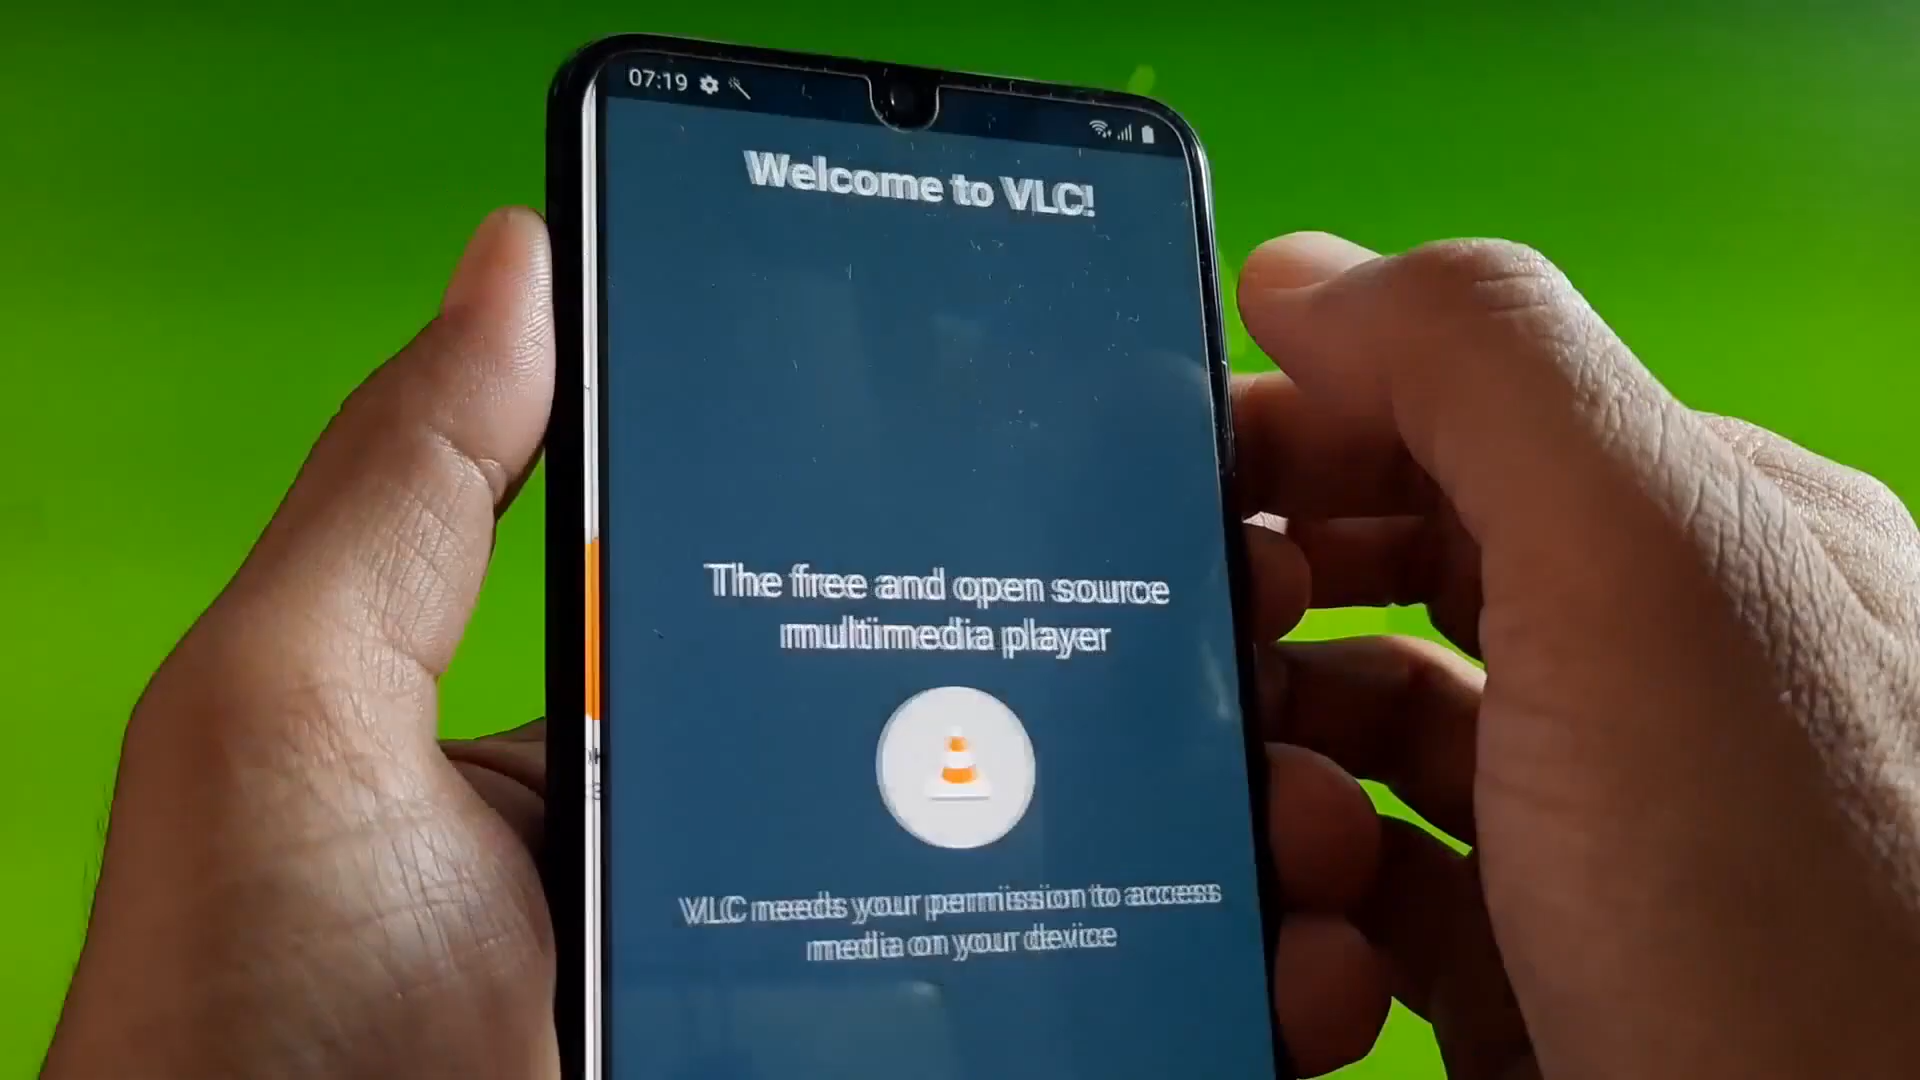 07:19
Welcome to VLC!
The free and open source
multimedia player
VLC needs your permission to access
media on your device